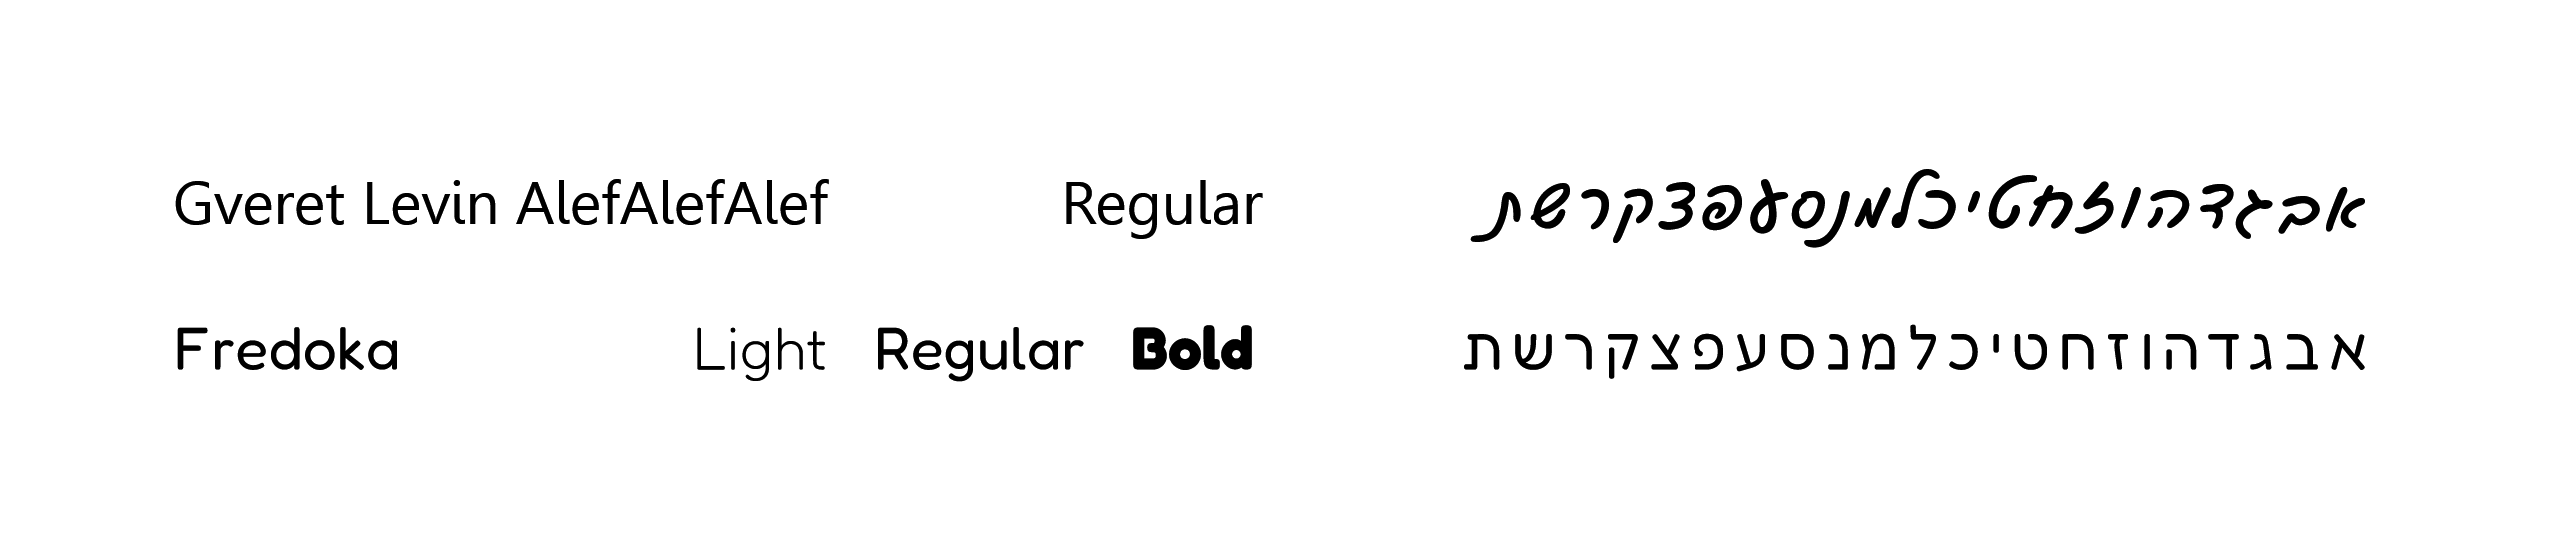 Gveret Levin AlefAlefAlef Regular אבגדהוזחטיכלמנסעפצקרשת
Fredoka Light Regular Bold אבגדהוזחטיכלמנסעפצקרשת